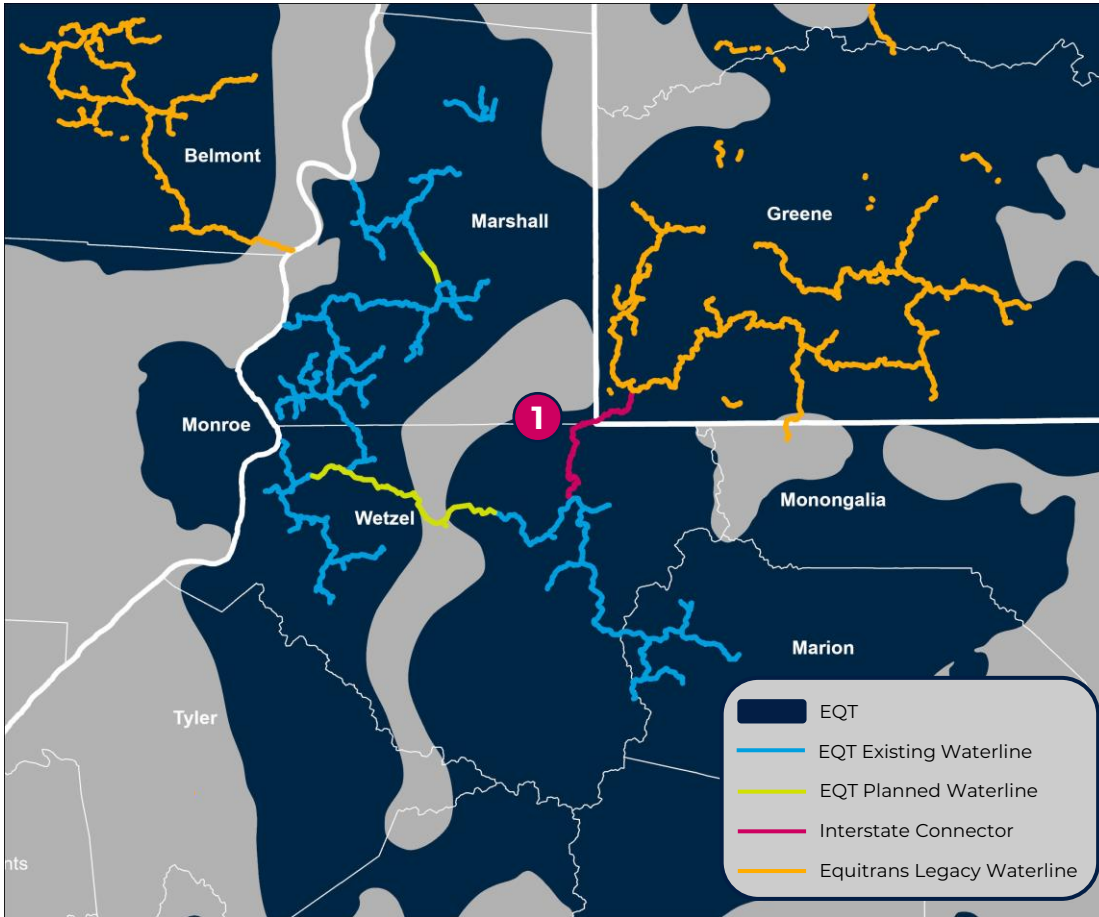 Belmont
Marshall
Greene
1
Monroe
Wetzel
Monongalia
Marion
Tyler
nts
EQT
EQT Existing Waterline
EQT Planned Waterline
Interstate Connector
Equitrans Legacy Waterline